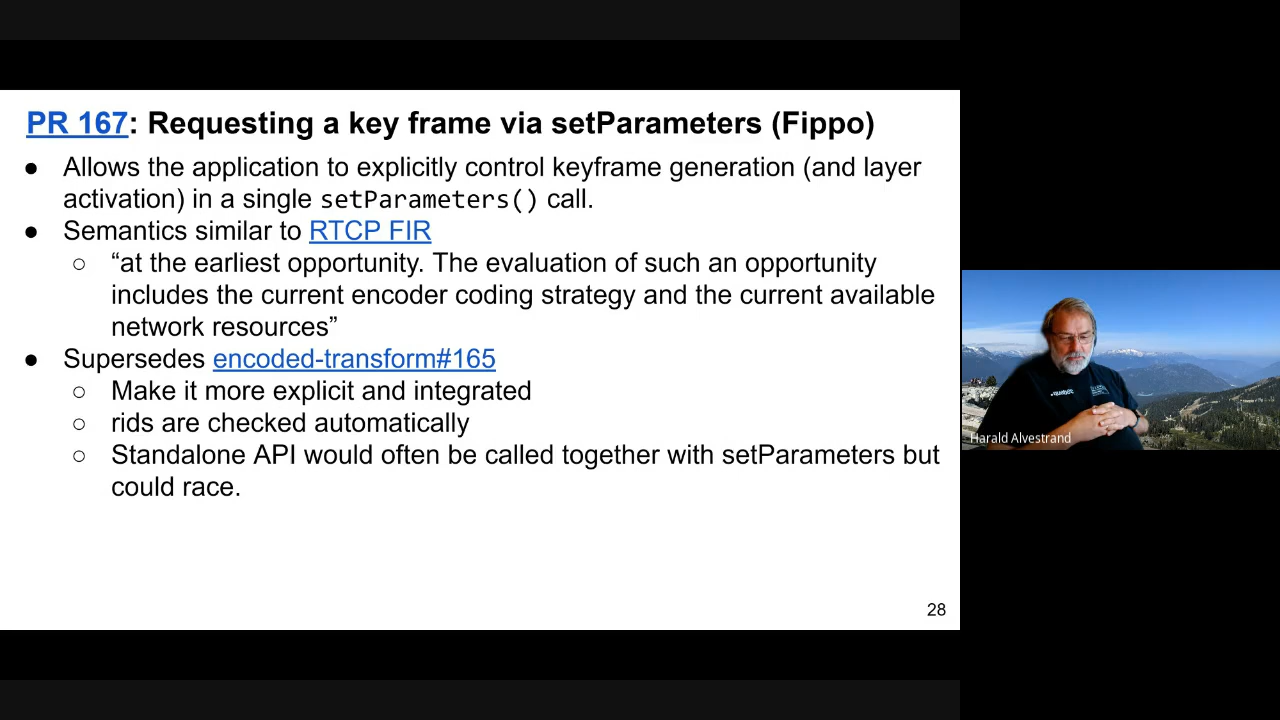 PR 167: Requesting a key frame via setParameters (Fippo)
● Allows the application to explicitly control keyframe generation (and layer
activation) in a single setParameters() call.
● Semantics similar to RTCP FIR
○ “at the earliest opportunity. The evaluation of such an opportunity
includes the current encoder coding strategy and the current available
network resources”
● Supersedes encoded-transform#165
○ Make it more explicit and integrated
○ rids are checked automatically
○ Standalone API would often be called together with setParameters but
could race.
28
Harald Alvestrand